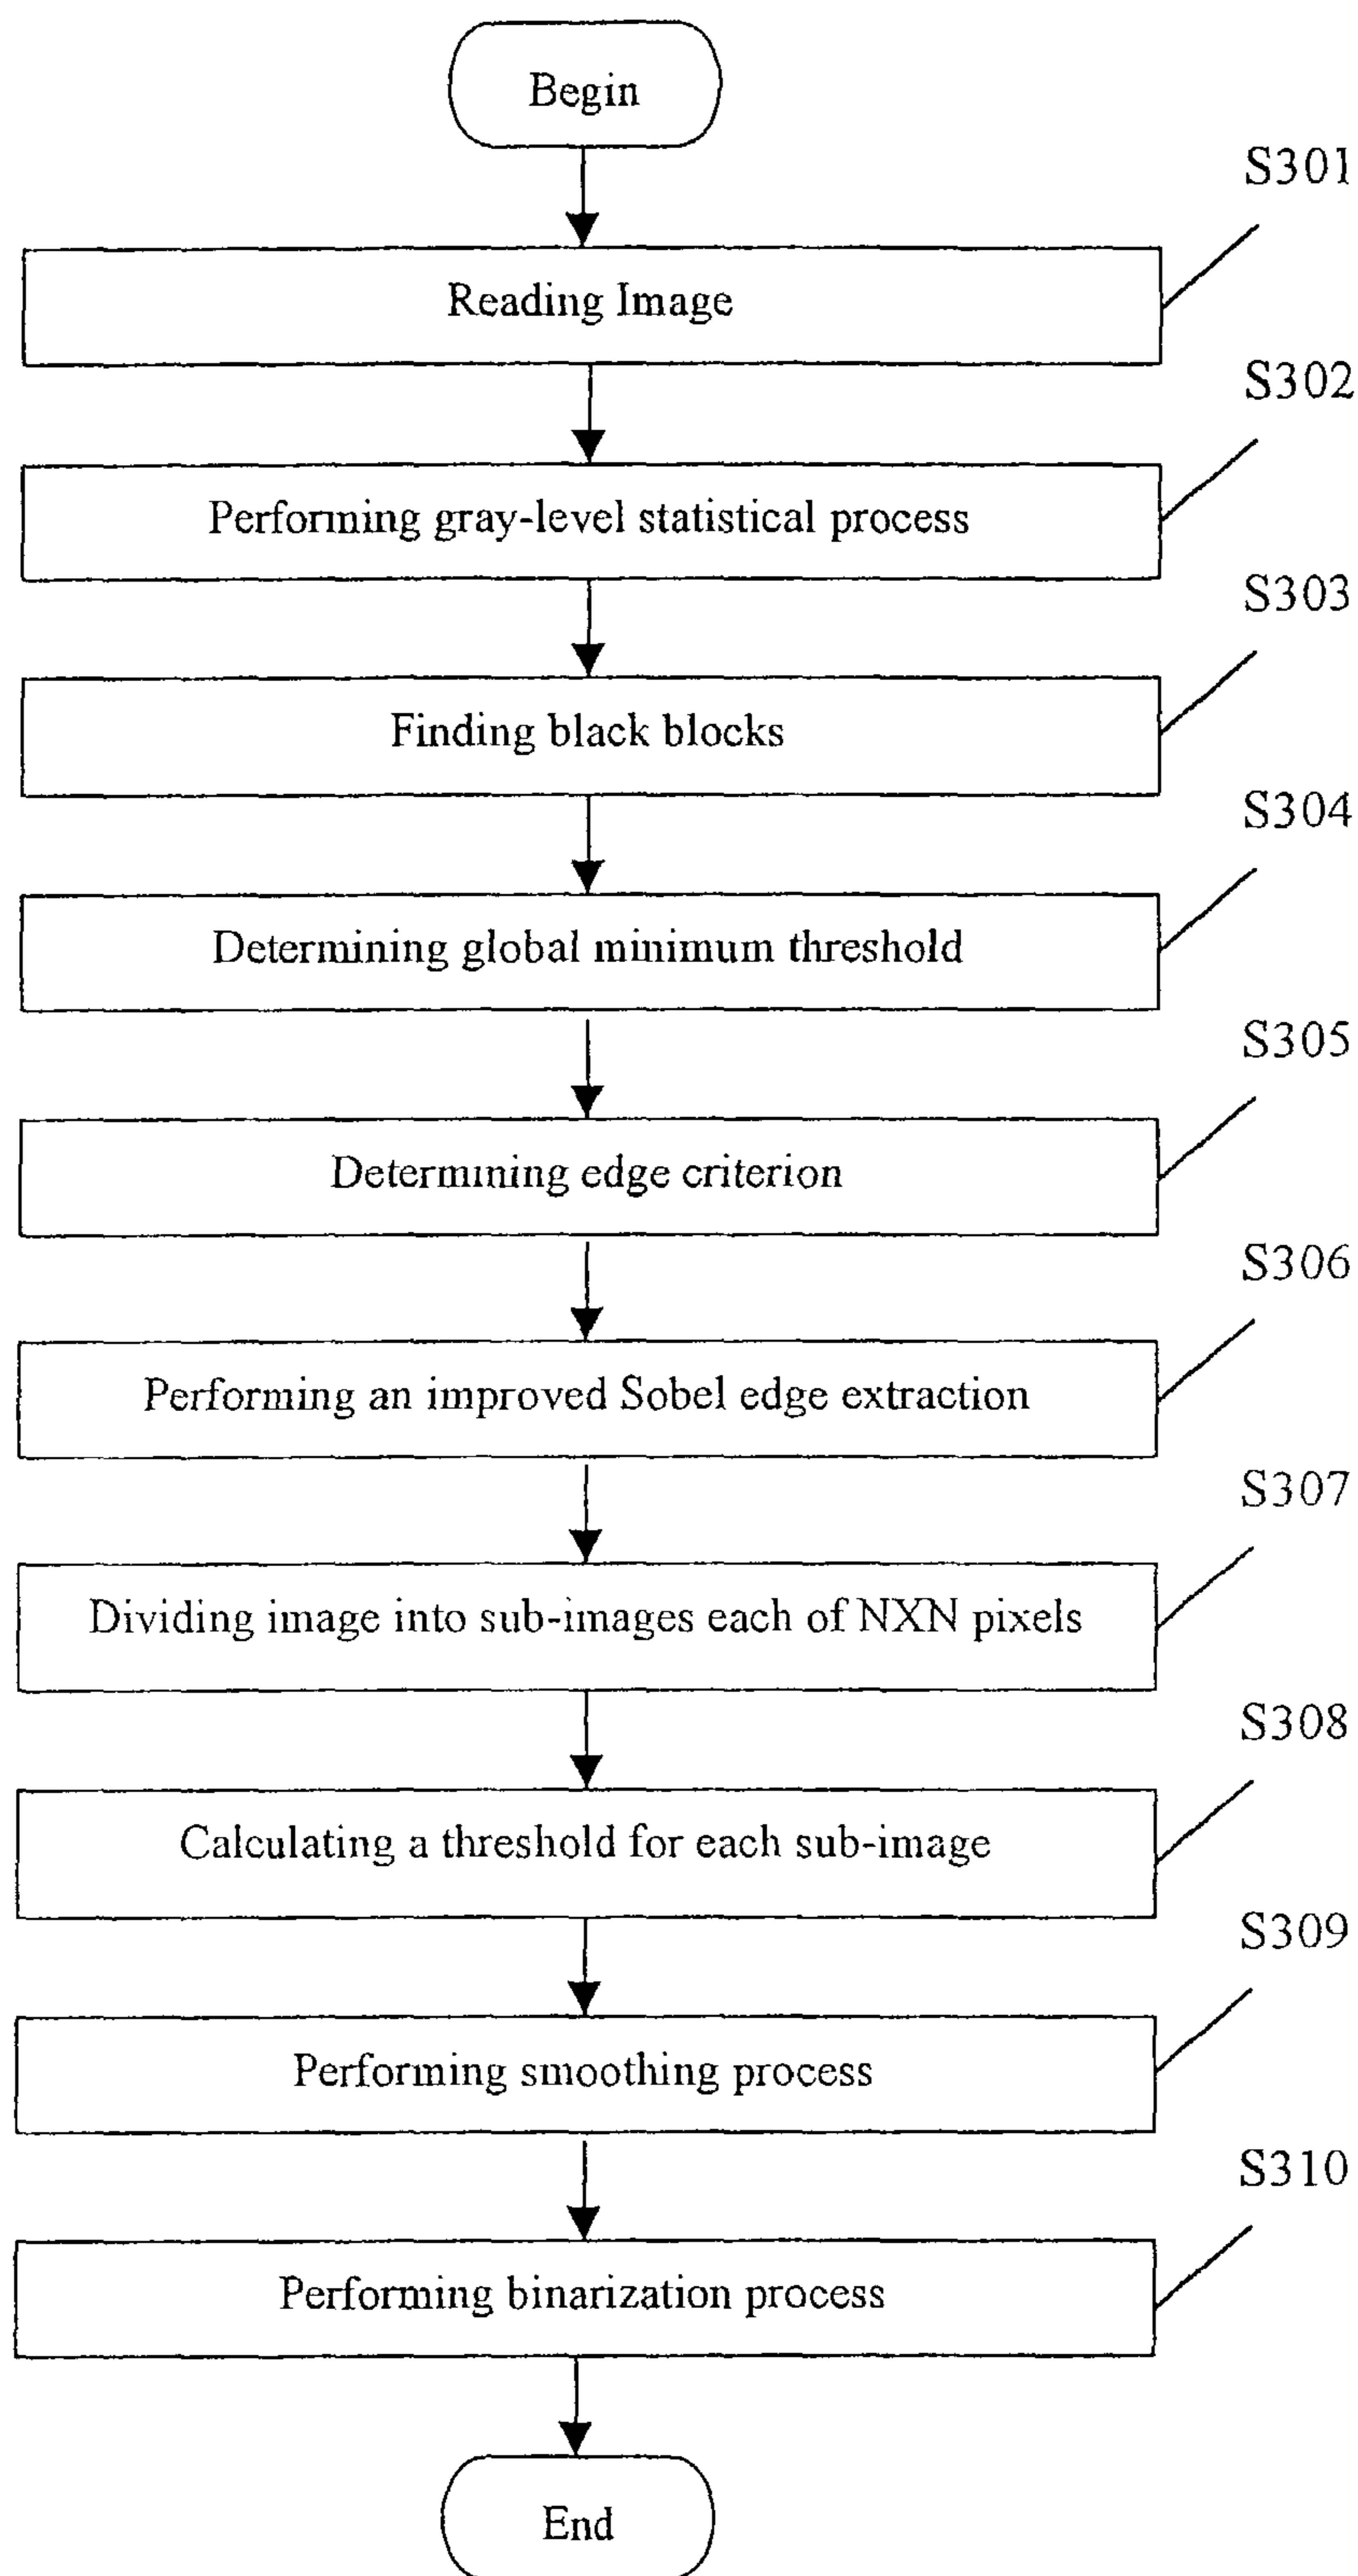 Begin
S301
Reading Image
S302
Performing gray-level statistical process
S303
Finding black blocks
S304
Determining global minimum threshold
S305
Determining edge criterion
S306
Performing an improved Sobel edge extraction
S307
Dividing image into sub-images each of NXN pixels
S308
Calculating a threshold for each sub-image
S309
Performing smoothing process
S310
Performing binarization process
End